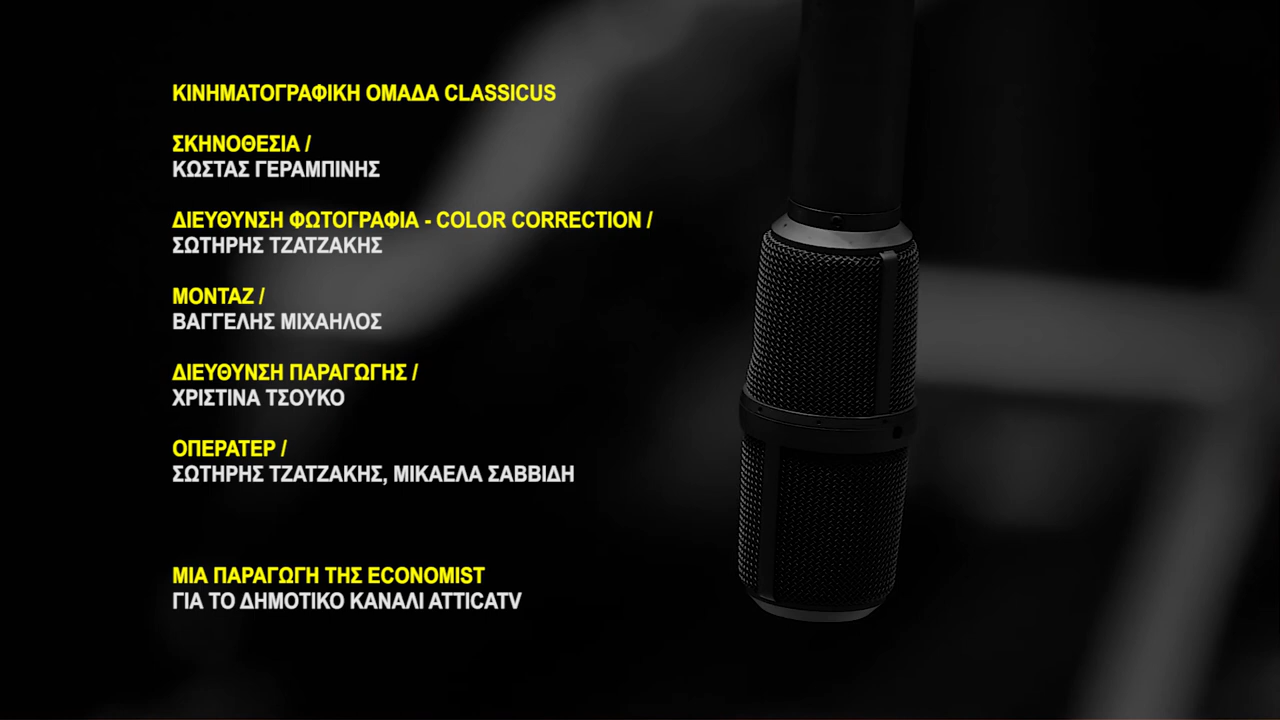 ΚΙΝΗΜΑΤΟΓΡΑΦΙΚΗ ΟΜΑΔΑ CLASSICUS
ΣΚΗΝΟΘΕΣΙΑ /
ΚΩΣΤΑΣ ΓΕΡΑΜΠΙΝΗΣ
ΔΙΕΥΘΥΝΣΗ ΦΩΤΟΓΡΑΦΙΑ - COLOR CORRECTION /
ΣΩΤΗΡΗΣ ΤΖΑΤΖΑΚΗΣ
ΜΟΝΤΑΖ /
ΒΑΓΓΕΛΗΣ ΜΙΧΑΗΛΟΣ
ΔΙΕΥΘΥΝΣΗ ΠΑΡΑΓΩΓΗΣ /
ΧΡΙΣΤΙΝΑ ΤΣΟΥΚΟ
ΟΠΕΡΑΤΕΡ /
ΣΩΤΗΡΗΣ ΤΖΑΤΖΑΚΗΣ, ΜΙΚΑΕΛΑ ΣΑΒΒΙΔΗ
ΜΙΑ ΠΑΡΑΓΩΓΗ ΤΗΣ ECONOMIST
ΓΙΑ ΤΟ ΔΗΜΟΤΙΚΟ ΚΑΝΑΛΙ ATTICATV